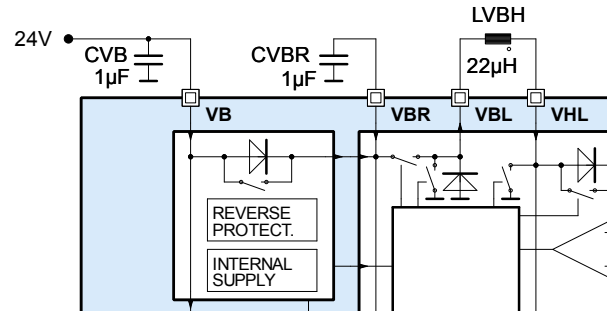 LVBH
24V
CVB
1µF
CVBR
1µF
22µH
VB
VBR
VBL
VHL
REVERSE
PROTECT.
INTERNAL
SUPPLY